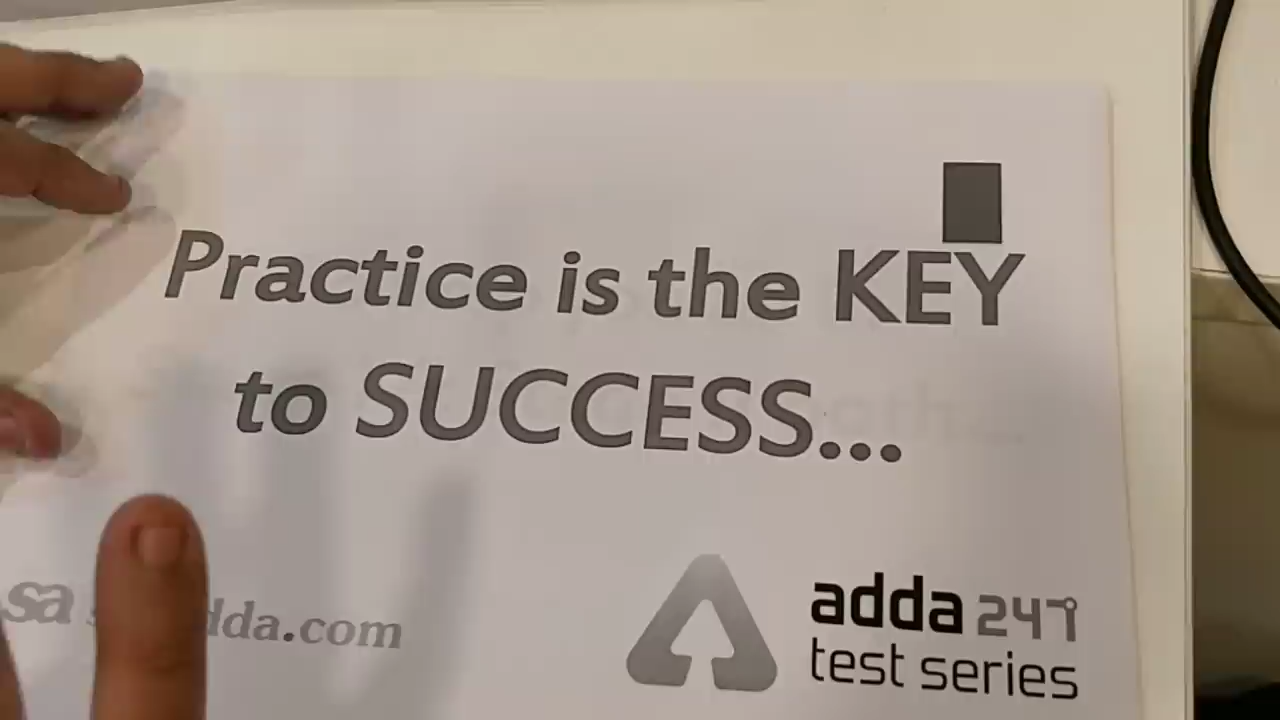 Practice is the KEY
to SUCCESS...
adda 247
test series